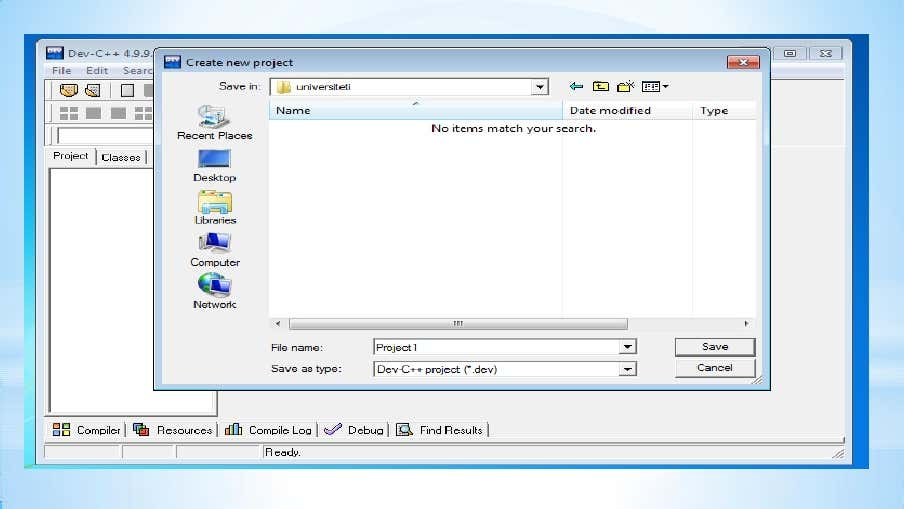 Dev-C++ 4.9.9.
Create new project
File Edit Searc
Save in: universiteti
Name Date modified Type
No items match your search.
Recent Places
Desktop
Libraries
Computer
Network
Project Classes
File name: Project1 Save
Save as type: Dev-C++ project (*.dev) Cancel
Compiler Resources Compile Log Debug Find Results
Ready.